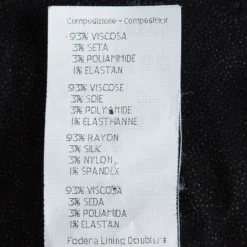 Composizione - Composition
93% VISCOSA
3% SETA
3% POLIAMMIDE
1% ELASTAN
93% VISCOSE
3% SOIE
3% POLYAMIDE
1% ELASTHANNE
93% RAYON
3% SILK
3% NYLON
1% SPANDEX
93% VISCOSA
3% SEDA
3% POLIAMIDA
1% ELASTAN
Fodera Lining Doublure